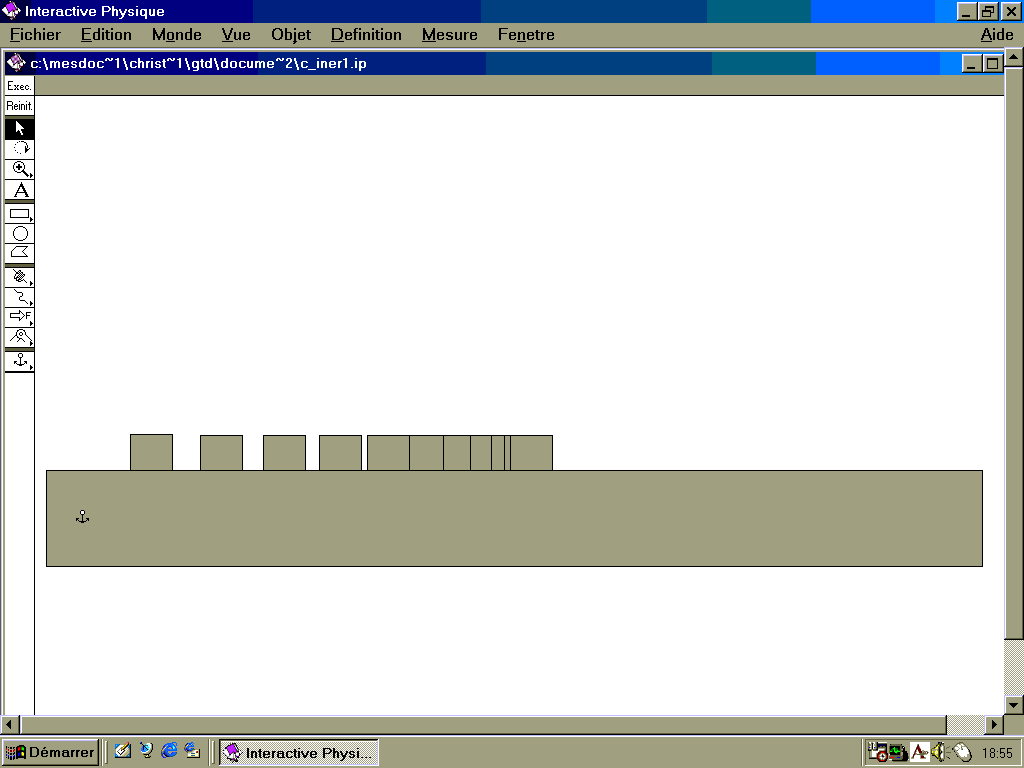 Interactive Physique
Fichier Edition Monde Vue Objet Definition Mesure Fenetre Aide
c:\mesdoc~1\christ~1\gtd\docume~2\c_iner1.ip
Exec.
Reinit.
A
F
Démarrer Interactive Physi... 18:55